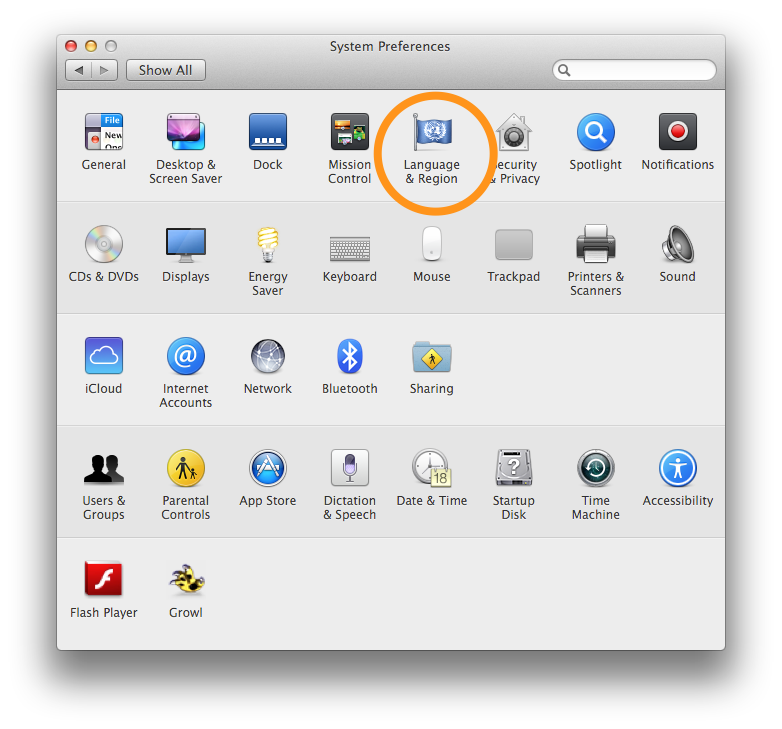 System Preferences
Show All
File
New
General
Desktop &
Screen Saver
Dock
Mission
Control
Language
& Region
Security
& Privacy
Spotlight
Notifications
CDs & DVDs
Displays
Energy
Saver
Keyboard
Mouse
Trackpad
Printers &
Scanners
Sound
iCloud
Internet
Accounts
Network
Bluetooth
Sharing
Users &
Groups
Parental
Controls
App Store
Dictation
& Speech
18
Date & Time
Startup
Disk
Time
Machine
Accessibility
Flash Player
Growl